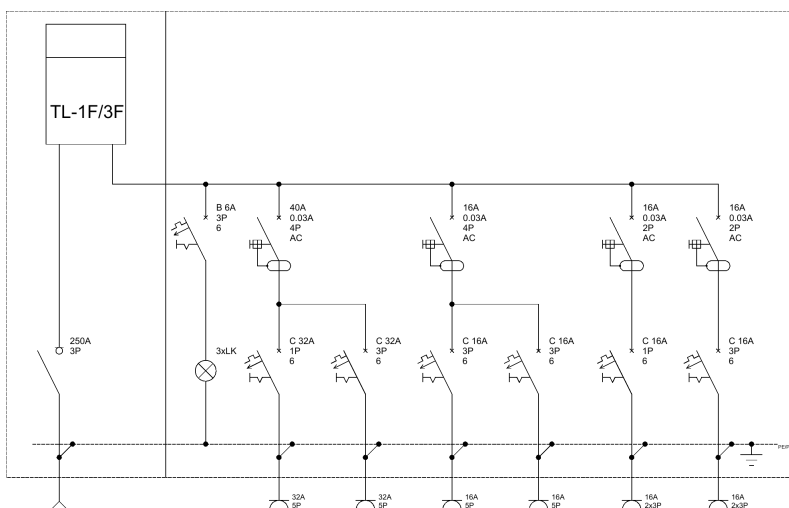 TL-1F/3F
B 6A
3P
6
40A
0.03A
4P
AC
16A
0.03A
4P
AC
16A
0.03A
2P
AC
16A
0.03A
2P
AC
250A
3P
3xLK
C 32A
1P
6
C 32A
3P
6
C 16A
3P
6
C 16A
3P
6
C 16A
1P
6
C 16A
3P
6
32A
5P
32A
5P
16A
5P
16A
5P
16A
2x3P
16A
2x3P